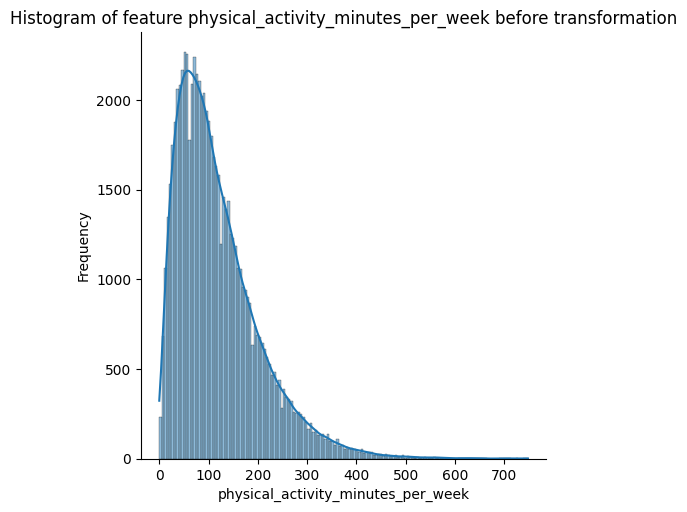 Histogram of feature physical_activity_minutes_per_week before transformation
2000
1500
1000
500
0
Frequency
0 100 200 300 400 500 600 700
physical_activity_minutes_per_week